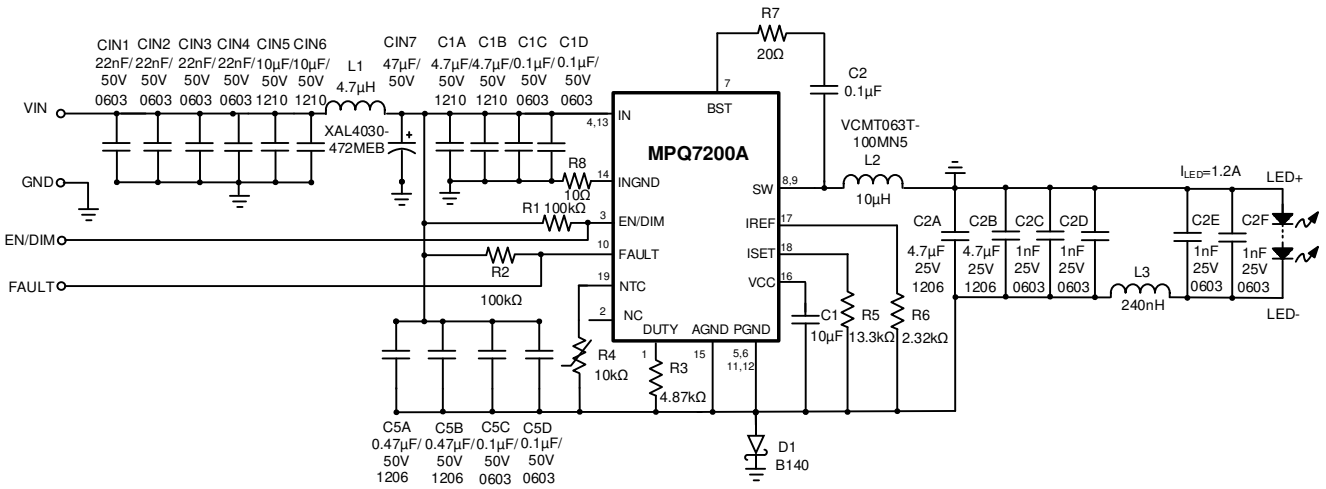 CIN1
22nF/
50V
0603
CIN2
22nF/
50V
0603
CIN3
22nF/
50V
0603
CIN4
22nF/
50V
0603
CIN5
10µF/
50V
1210
CIN6
10µF/
50V
1210
L1
4.7µH
XAL4030-
472MEB
CIN7
47µF/
50V
+
C1A
4.7µF/
50V
1210
C1B
4.7µF/
50V
1210
C1C
0.1µF/
50V
0603
C1D
0.1µF/
50V
0603
R7
20Ω
C2
0.1µF
VIN
GND
EN/DIM
FAULT
R8
10Ω
R1 100kΩ
R2
100kΩ
MPQ7200A
7
BST
4,13
IN
14
INGND
3
EN/DIM
10
FAULT
19
NTC
2
NC
DUTY
1
AGND
15
PGND
5,6
11,12
SW
8,9
IREF
17
ISET
18
VCC
16
VCMT063T-
100MN5
L2
10µH
C2A
4.7µF
25V
1206
C2B
4.7µF
25V
1206
C2C
1nF
25V
0603
C2D
1nF
25V
0603
L3
240nH
C2E
1nF
25V
0603
C2F
1nF
25V
0603
ILED=1.2A
LED+
LED-
C1
10µF
R5
13.3kΩ
R6
2.32kΩ
R4
10kΩ
R3
4.87kΩ
D1
B140
C5A
0.47µF/
50V
1206
C5B
0.47µF/
50V
1206
C5C
0.1µF/
50V
0603
C5D
0.1µF/
50V
0603